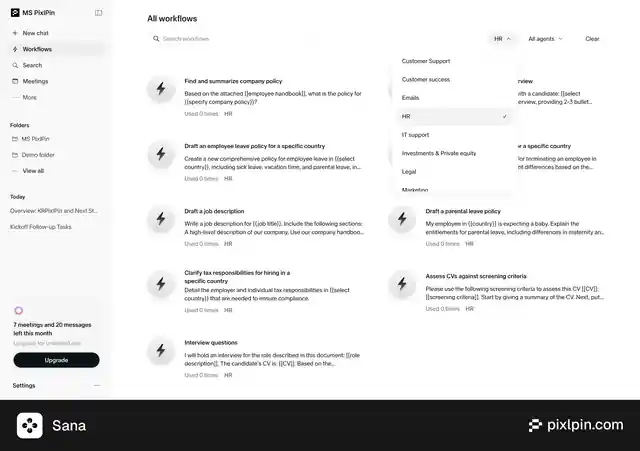 MS PixlPin
New chat
Workflows
Search
Meetings
More
Folders
MS PixlPin
Demo folder
View all
Today
Overview: KRPixlPin and Next St...
Kickoff Follow-up Tasks
7 meetings and 20 messages
left this month
Upgrade for unlimited use
Upgrade
Settings
All workflows
Search workflows
HR
All agents
Clear
Customer Support
Customer success
Emails
HR
IT support
Investments & Private equity
Legal
Marketing
Find and summarize company policy
Based on the attached [[employee handbook]], what is the policy for
{{specify company policy}}?
Used 0 times HR
view
with a candidate: {{select
rview, providing 2-3 bullet...
Draft an employee leave policy for a specific country
Create a new comprehensive policy for employee leave in {{select
country}}, including sick leave, vacation time, and parental leave, in...
Used 0 times HR
for a specific country
for terminating an employee in
nt differences based on the...
Draft a job description
Write a job description for {{job title}}. Include the following sections:
A high-level description of our company. Use our company handboo...
Used 0 times HR
Draft a parental leave policy
My employee in {{country}} is expecting a baby. Explain the
entitlements for parental leave, including differences in maternity an...
Used 0 times HR
Clarify tax responsibilities for hiring in a
specific country
Detail the employer and individual tax responsibilities in {{select
country}} that are needed to ensure compliance.
Used 0 times HR
Assess CVs against screening criteria
Please use the following screening criteria to assess this CV [[CV]]:
[[screening criteria]]. Start by giving a summary of the CV. Next, put...
Used 0 times HR
Interview questions
I will hold an interview for the role described in this document: [[role
description]]. The candidate's CV is: [[CV]]. Based on the...
Used 0 times HR
Sana
pixlpin.com